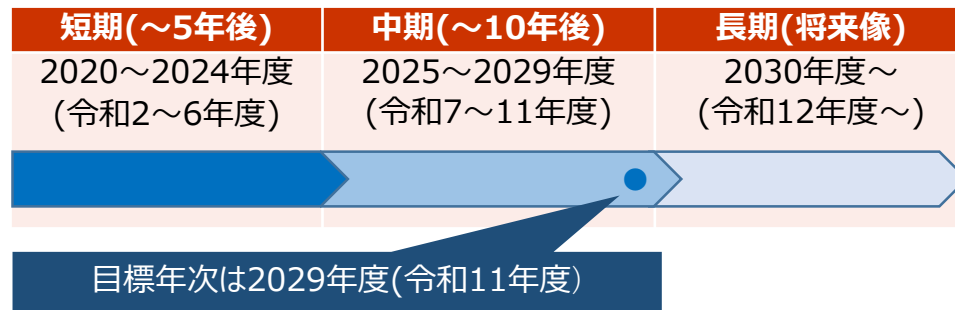 短期(～5年後)
中期(～10年後)
長期(将来像)
2020～2024年度
(令和2～6年度)
2025～2029年度
(令和7～11年度)
2030年度～
(令和12年度～)
目標年次は2029年度(令和11年度)